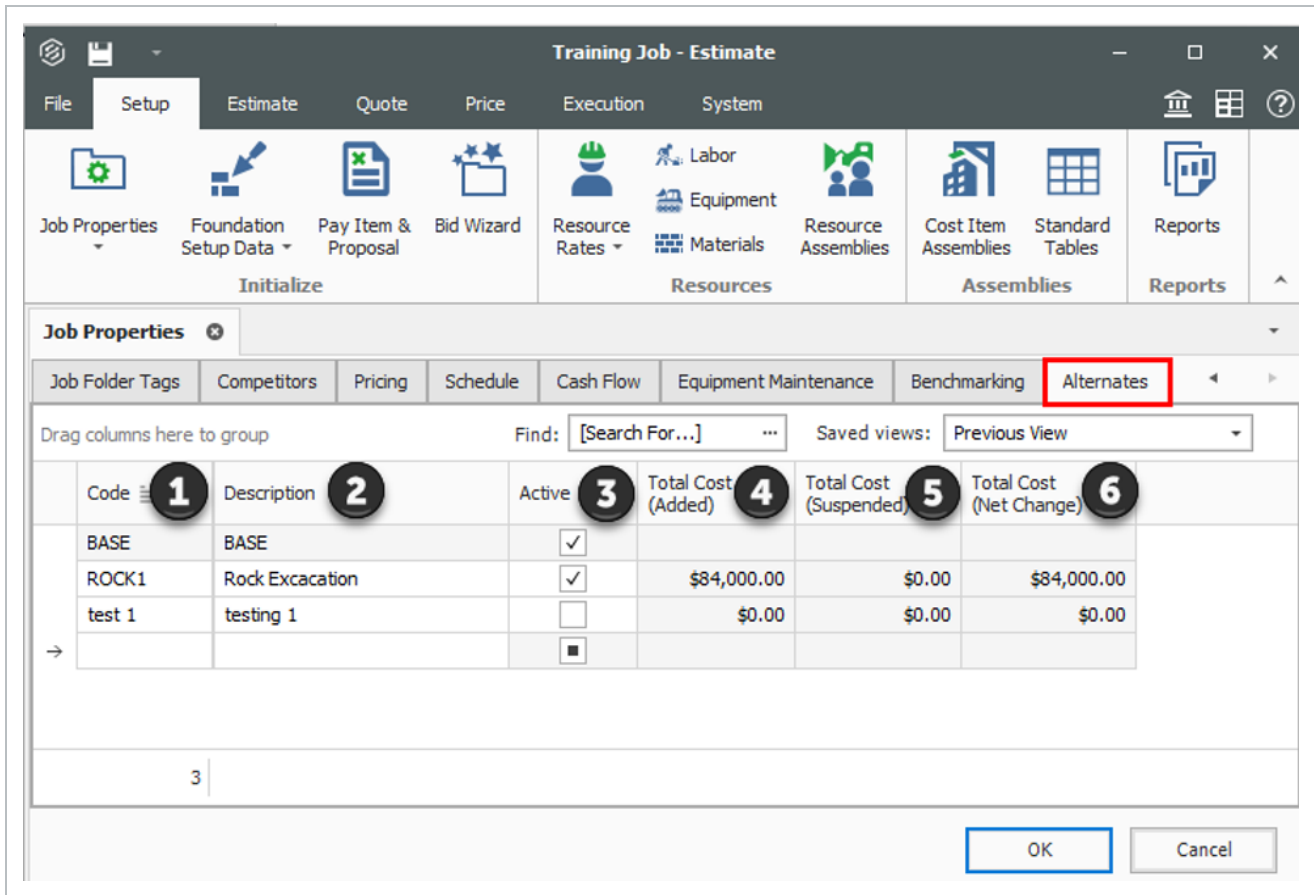 Training Job - Estimate
File Setup Estimate Quote Price Execution System
Job Properties
Foundation Setup Data
Pay Item & Proposal
Bid Wizard
Initialize
Resource Rates
Labor
Equipment
Materials
Resource Assemblies
Resources
Cost Item Assemblies
Standard Tables
Assemblies
Reports
Reports
Job Properties
Job Folder Tags Competitors Pricing Schedule Cash Flow Equipment Maintenance Benchmarking Alternates
Drag columns here to group Find: [Search For...] ... Saved views: Previous View
Code 1 Description 2 Active 3 Total Cost (Added) 4 Total Cost (Suspended) 5 Total Cost (Net Change) 6
BASE BASE
ROCK1 Rock Excacation $84,000.00 $0.00 $84,000.00
test 1 testing 1 $0.00 $0.00 $0.00
3
OK Cancel